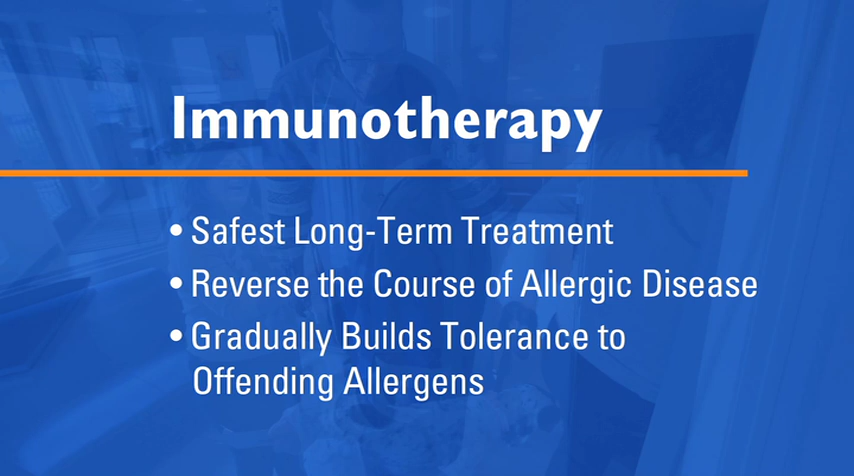 Immunotherapy
• Safest Long-Term Treatment
• Reverse the Course of Allergic Disease
• Gradually Builds Tolerance to
Offending Allergens